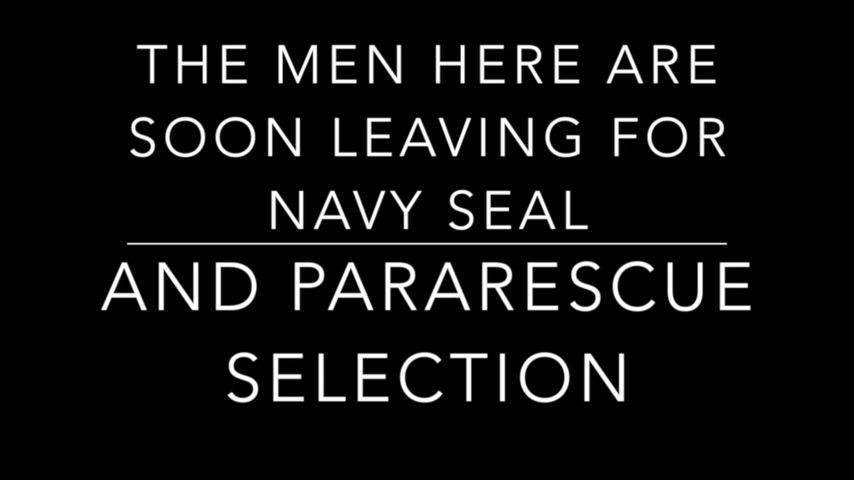 THE MEN HERE ARE
SOON LEAVING FOR
NAVY SEAL
AND PARARESCUE
SELECTION